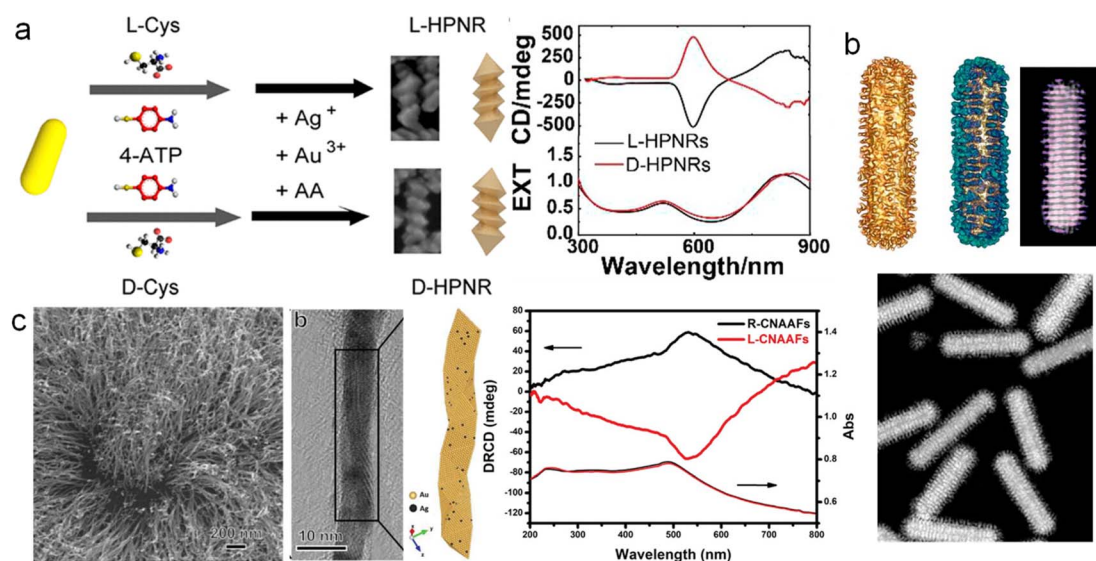 a
L-Cys
L-HPNR
4-ATP
+ Ag +
+ Au 3+
+ AA
D-Cys
D-HPNR
CD/mdeg
500
250
0
-250
-500
L-HPNRs
D-HPNRs
EXT
1.5
1.0
0.5
0.0
300
600
900
Wavelength/nm
b
c
200 nm
b
10 nm
Au
Ag
z
y
x
DRCD (mdeg)
80
60
40
20
0
-20
-40
-60
-80
-100
-120
R-CNAAFs
L-CNAAFs
1.4
1.2
1.0
0.8
0.6
Abs
200
300
400
500
600
700
800
Wavelength (nm)